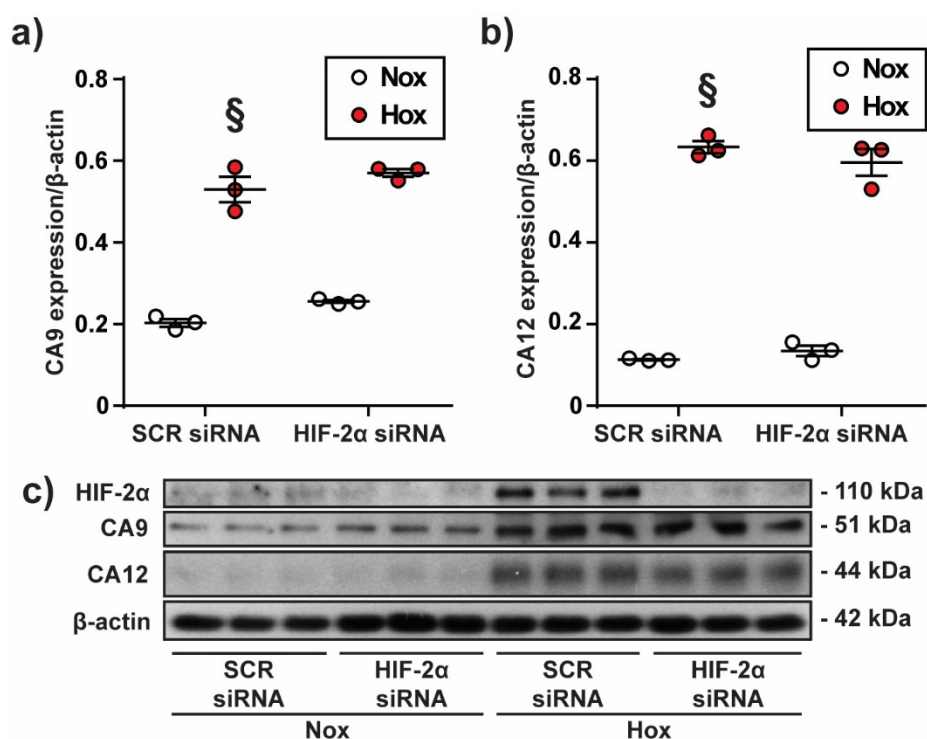 a)
Nox
Hox
§
CA9 expression/β-actin
0.8
0.6
0.4
0.2
0
SCR siRNA HIF-2α siRNA
b)
Nox
Hox
§
CA12 expression/β-actin
0.8
0.6
0.4
0.2
0
SCR siRNA HIF-2α siRNA
c)
HIF-2α - 110 kDa
CA9 - 51 kDa
CA12 - 44 kDa
β-actin - 42 kDa
SCR siRNA HIF-2α siRNA SCR siRNA HIF-2α siRNA
Nox Hox